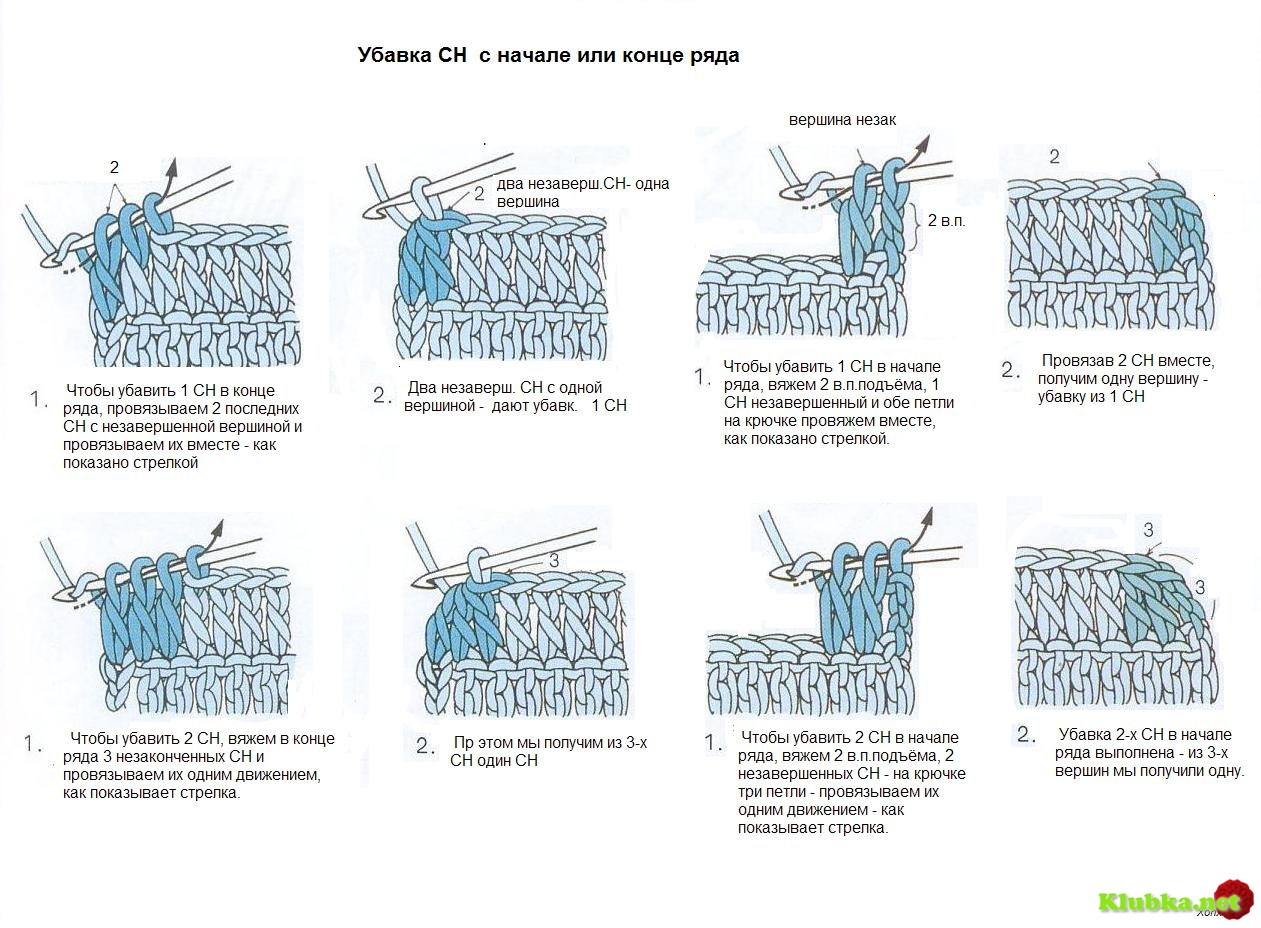 Убавка СН с начале или конце ряда
2
1.
Чтобы убавить 1 СН в конце
ряда, провязываем 2 последних
СН с незавершенной вершиной и
провязываем их вместе - как
показано стрелкой
2
два незаверш.СН- одна
вершина
2.
Два незаверш. СН с одной
вершиной - дают убавк. 1 СН
вершина незак
2 в.п.
1.
Чтобы убавить 1 СН в начале
ряда, вяжем 2 в.п.подъёма, 1
СН незавершенный и обе петли
на крючке провяжем вместе,
как показано стрелкой.
2
2.
Провязав 2 СН вместе,
получим одну вершину -
убавку из 1 СН
1.
Чтобы убавить 2 СН, вяжем в конце
ряда 3 незаконченных СН и
провязываем их одним движением,
как показывает стрелка.
3
2.
Пр этом мы получим из 3-х
СН один СН
1.
Чтобы убавить 2 СН в начале
ряда, вяжем 2 в.п.подъёма, 2
незавершенных СН - на крючке
три петли - провязываем их
одним движением - как
показывает стрелка.
3
3
2.
Убавка 2-х СН в начале
ряда выполнена - из 3-х
вершин мы получили одну.
Klubka.net